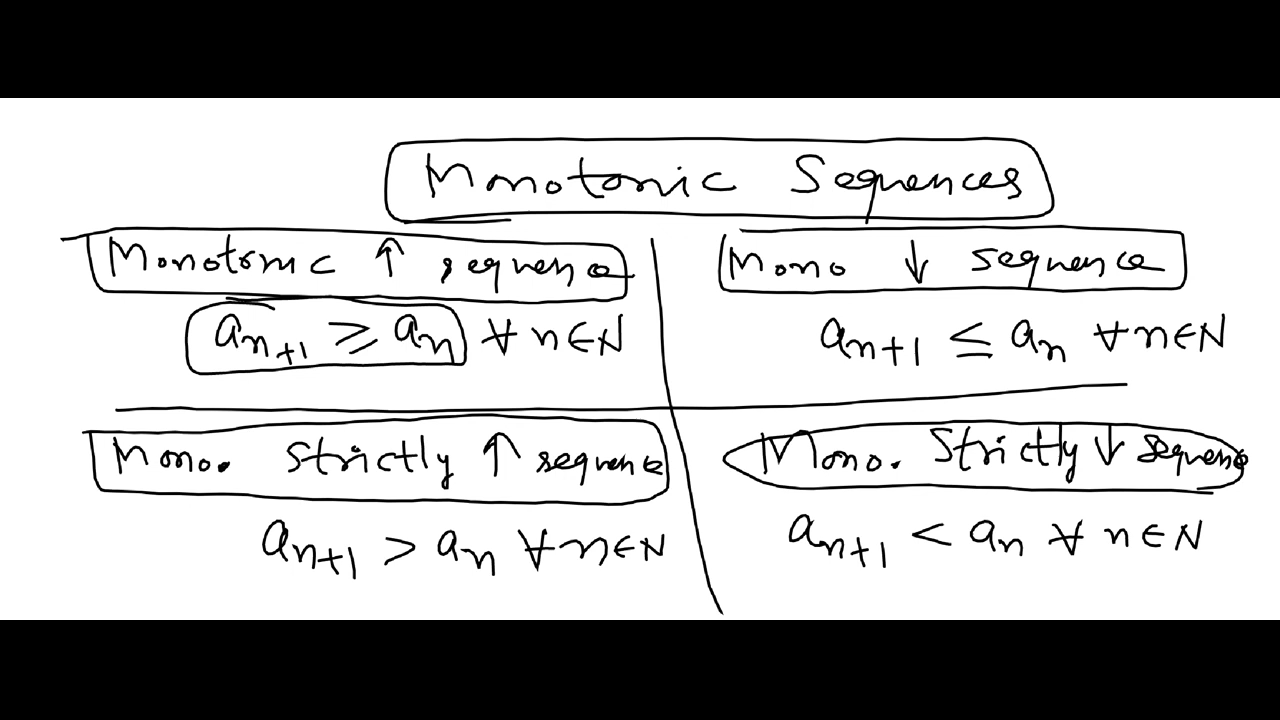 Monotonic Sequences
Monotonic ↑ sequence
aₙ₊₁ ≥ aₙ ∀ n∈N
Mono ↓ sequence
aₙ₊₁ ≤ aₙ ∀ n∈N
Mono. Strictly ↑ sequence
aₙ₊₁ > aₙ ∀ n∈N
Mono. Strictly ↓ sequence
aₙ₊₁ < aₙ ∀ n∈N